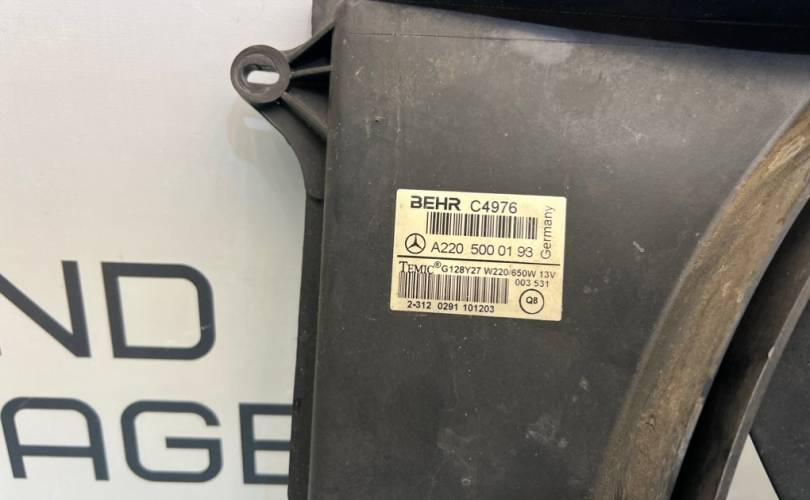 BEHR C4976
A220 500 01 93
Germany
TEMIC® G128Y27 W220/650W 13V
003 531
2-312 0291 101203
QB
ND
AGE